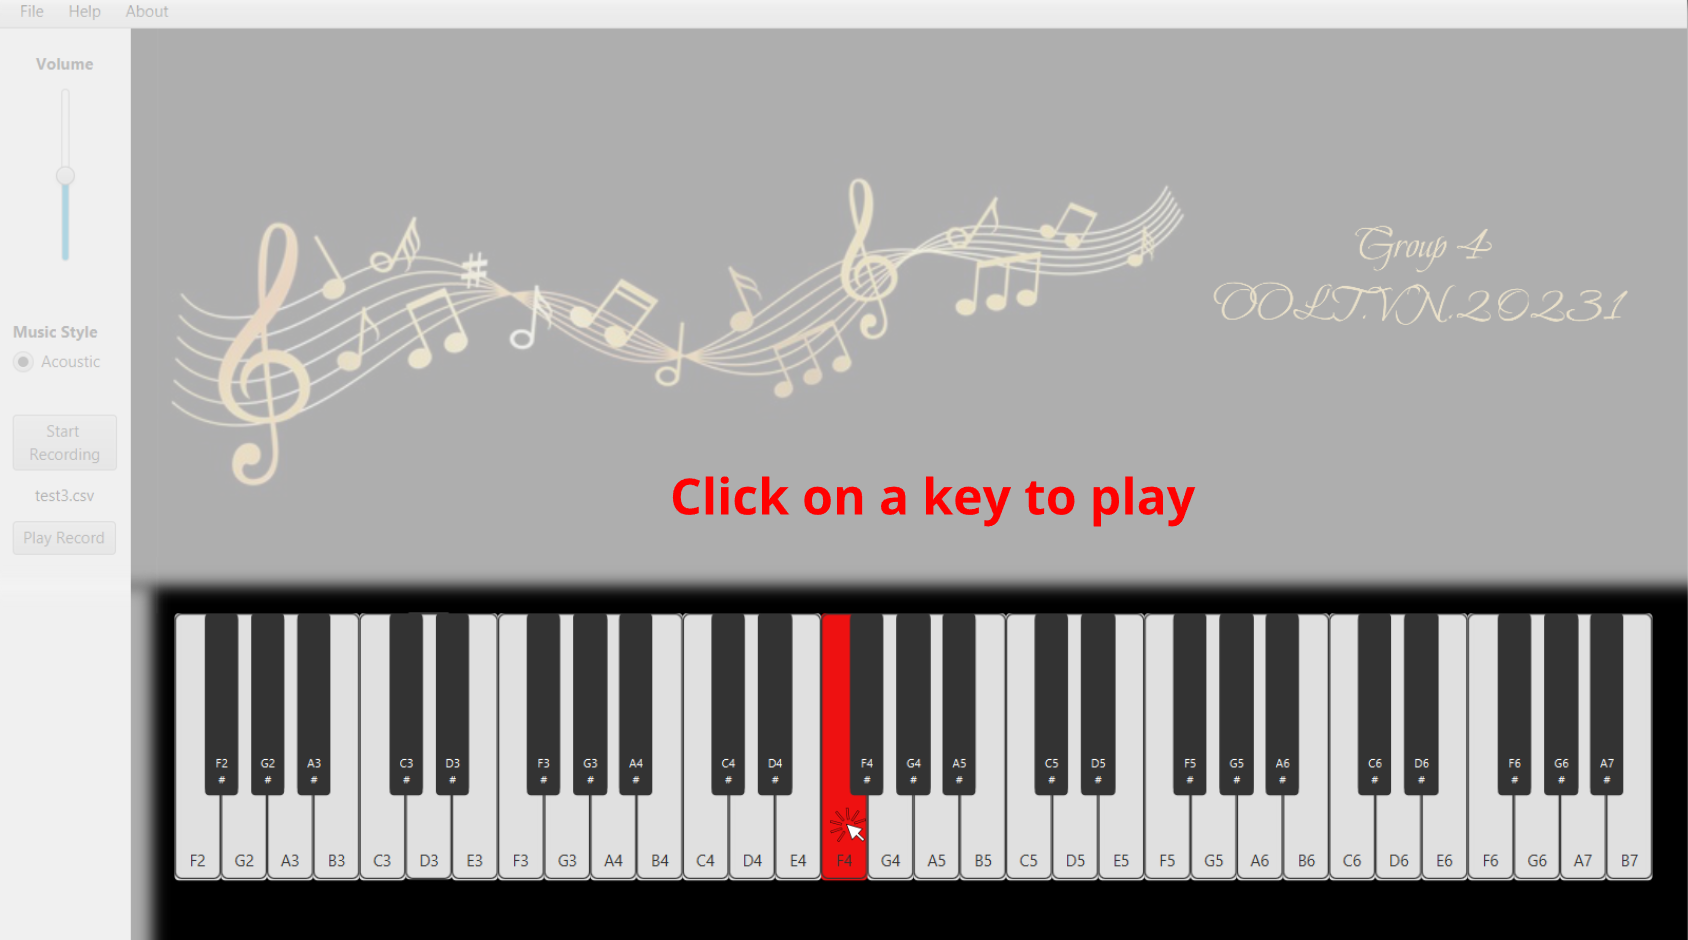 File Help About
Volume
Music Style
Acoustic
Start
Recording
test3.csv
Play Record
Group 4
OOLT.VN.20231
Click on a key to play
F2 G2 A3 C3 D3 F3 G3 A4 C4 D4 F4 G4 A5 C5 D5 F5 G5 A6 C6 D6 F6 G6 A7
# # # # # # # # # # # # # # # # # # # # # # #
F2 G2 A3 B3 C3 D3 E3 F3 G3 A4 B4 C4 D4 E4 F4 G4 A5 B5 C5 D5 E5 F5 G5 A6 B6 C6 D6 E6 F6 G6 A7 B7